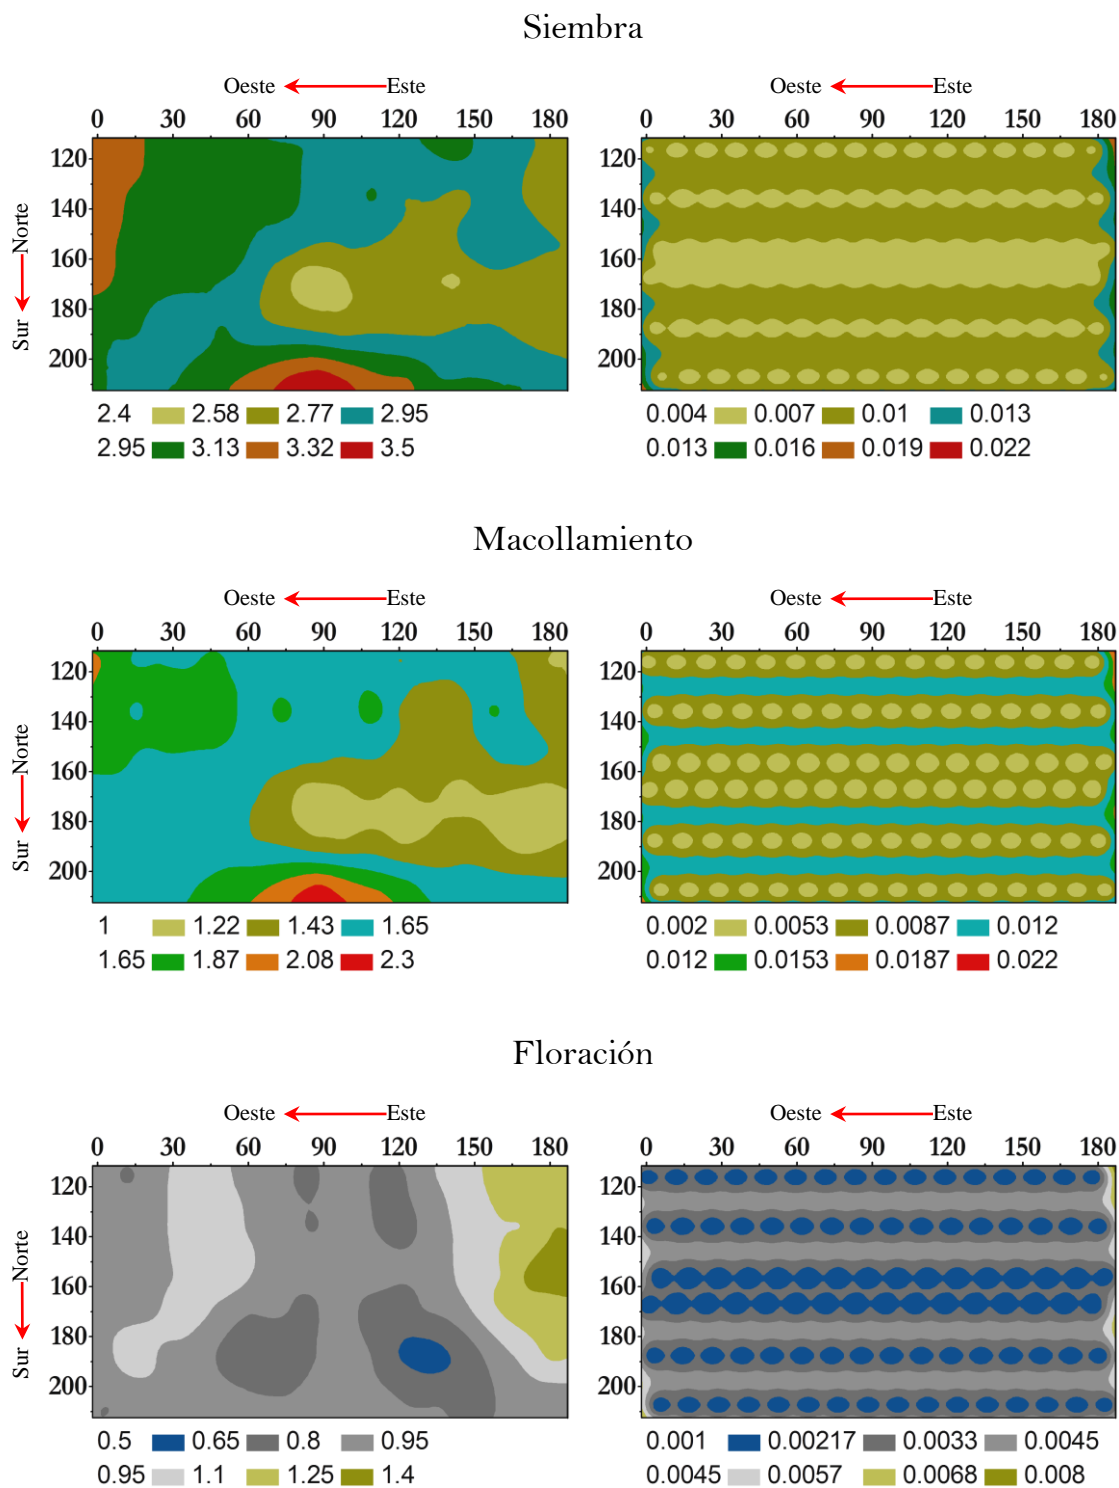 Siembra
Oeste Este
Oeste Este
0 30 60 90 120 150 180
0 30 60 90 120 150 180
120
140
160
180
200
Sur Norte
120
140
160
180
200
2.4 2.58 2.77 2.95
2.95 3.13 3.32 3.5
0.004 0.007 0.01 0.013
0.013 0.016 0.019 0.022
Macollamiento
Oeste Este
Oeste Este
0 30 60 90 120 150 180
0 30 60 90 120 150 180
120
140
160
180
200
Sur Norte
120
140
160
180
200
1 1.22 1.43 1.65
1.65 1.87 2.08 2.3
0.002 0.0053 0.0087 0.012
0.012 0.0153 0.0187 0.022
Floración
Oeste Este
Oeste Este
0 30 60 90 120 150 180
0 30 60 90 120 150 180
120
140
160
180
200
Sur Norte
120
140
160
180
200
0.5 0.65 0.8 0.95
0.95 1.1 1.25 1.4
0.001 0.00217 0.0033 0.0045
0.0045 0.0057 0.0068 0.008